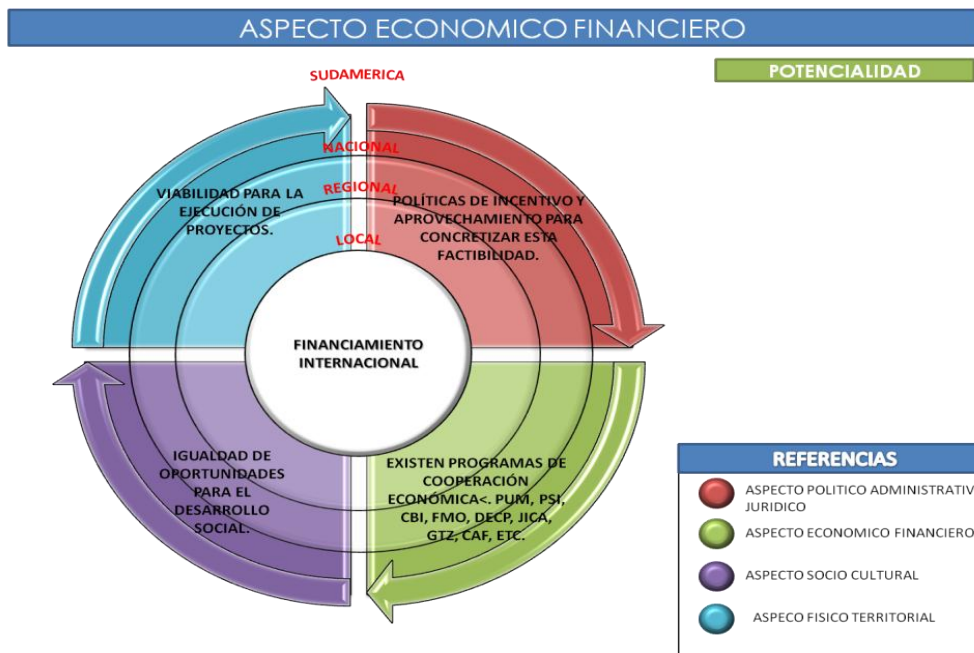 ASPECTO ECONOMICO FINANCIERO
POTENCIALIDAD
SUDAMERICA
NACIONAL
REGIONAL
LOCAL
VIABILIDAD PARA LA
EJECUCIÓN DE
PROYECTOS.
POLÍTICAS DE INCENTIVO Y
APROVECHAMIENTO PARA
CONCRETIZAR ESTA
FACTIBILIDAD.
FINANCIAMIENTO
INTERNACIONAL
IGUALDAD DE
OPORTUNIDADES
PARA EL
DESARROLLO
SOCIAL.
EXISTEN PROGRAMAS DE
COOPERACIÓN
ECONÓMICA<. PUM, PSI,
CBI, FMO, DECP, JICA,
GTZ, CAF, ETC.
REFERENCIAS
ASPECTO POLITICO ADMINISTRATIV
JURIDICO
ASPECTO ECONOMICO FINANCIERO
ASPECTO SOCIO CULTURAL
ASPECO FISICO TERRITORIAL